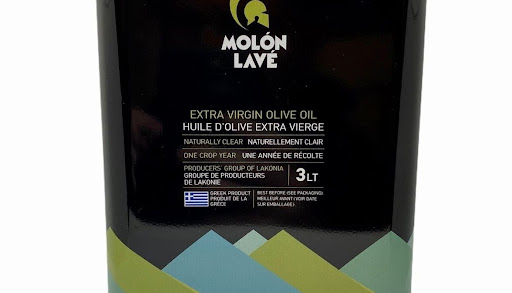 MOLÓN
LAVÉ
EXTRA VIRGIN OLIVE OIL
HUILE D'OLIVE EXTRA VIERGE
NATURALLY CLEAR NATURELLEMENT CLAIR
ONE CROP YEAR UNE ANNÉE DE RÉCOLTE
PRODUCERS' GROUP OF LAKONIA
GROUPE DE PRODUCTEURS
DE LAKONIE
3LT
GREEK PRODUCT
PRODUIT DE LA
GRÈCE
BEST BEFORE (SEE PACKAGING)
MEILLEUR AVANT (VOIR DATE
SUR EMBALLAGE)